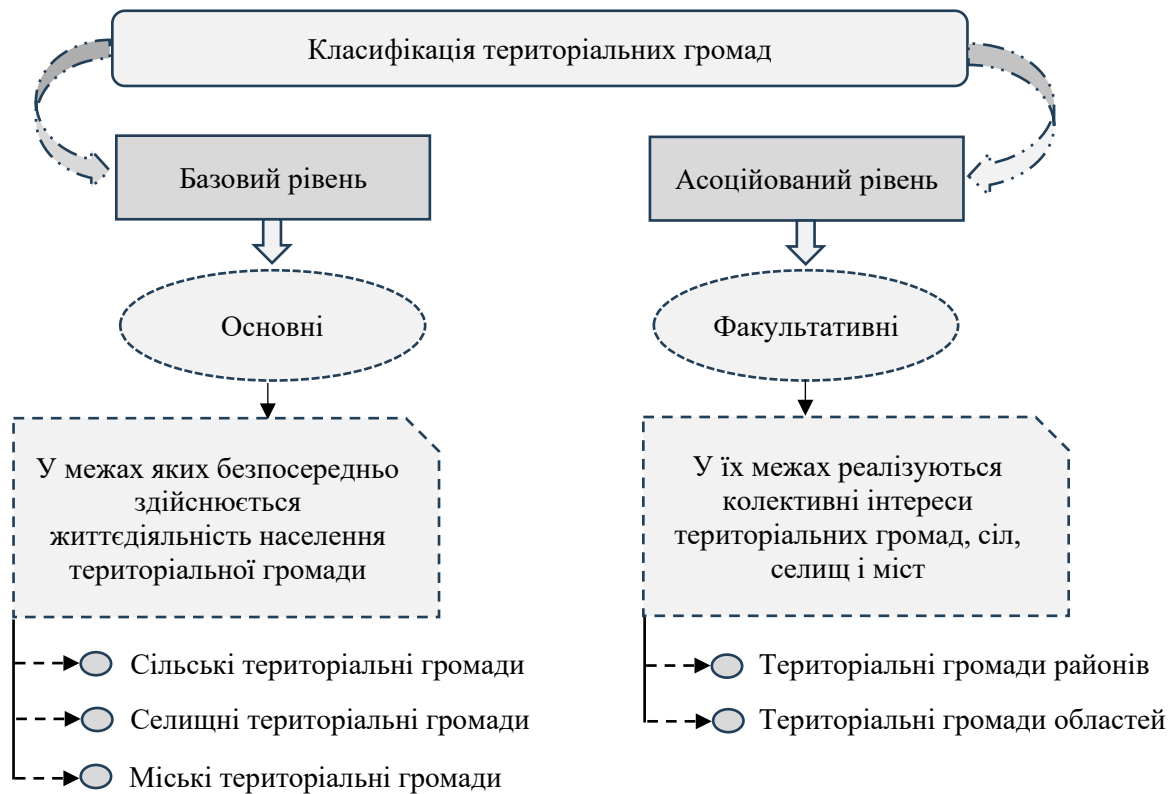 Класифікація територіальних громад
Базовий рівень
Асоційований рівень
Основні
Факультативні
У межах яких безпосередньо
здійснюється
життєдіяльність населення
територіальної громади
У їх межах реалізуються
колективні інтереси
територіальних громад, сіл,
селищ і міст
Сільські територіальні громади
Селищні територіальні громади
Міські територіальні громади
Територіальні громади районів
Територіальні громади областей